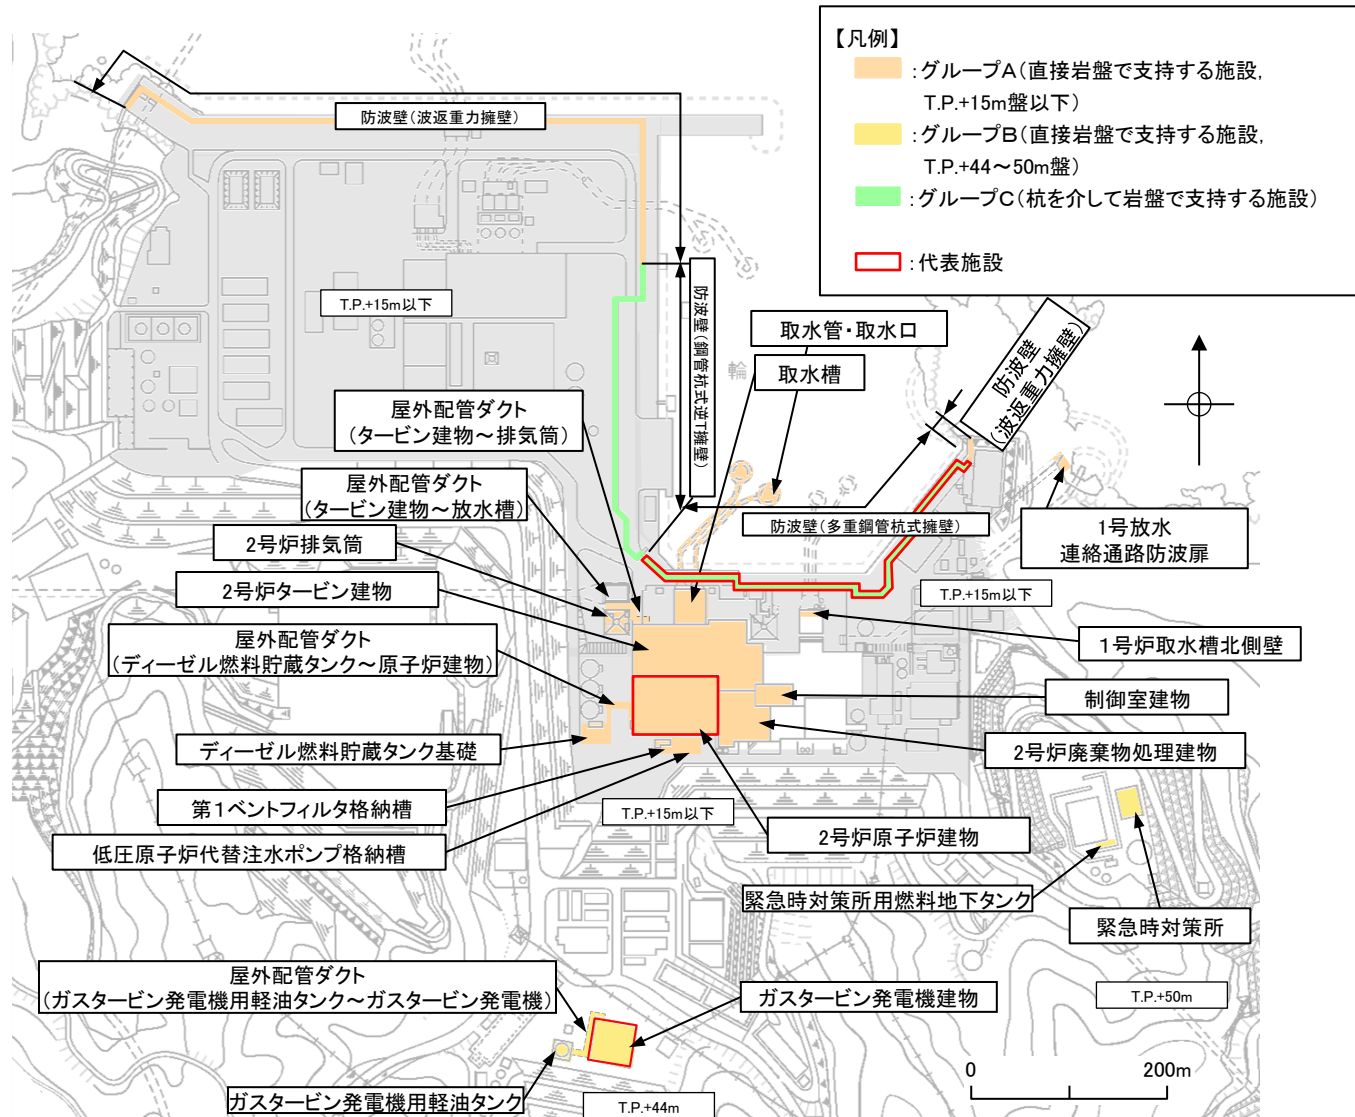 【凡例】
：グループA（直接岩盤で支持する施設，
T.P.+15m盤以下）
：グループB（直接岩盤で支持する施設，
T.P.+44～50m盤）
：グループC（杭を介して岩盤で支持する施設）
：代表施設
防波壁（波返重力擁壁）
T.P.+15m以下
防波壁（鋼管杭式逆T擁壁）
取水管・取水口
取水槽
輪
防波壁
（波返重力擁壁）
屋外配管ダクト
（タービン建物～排気筒）
屋外配管ダクト
（タービン建物～放水槽）
防波壁（多重鋼管杭式擁壁）
1号放水
連絡通路防波扉
2号炉排気筒
2号炉タービン建物
T.P.+15m以下
屋外配管ダクト
（ディーゼル燃料貯蔵タンク～原子炉建物）
1号炉取水槽北側壁
制御室建物
ディーゼル燃料貯蔵タンク基礎
2号炉廃棄物処理建物
第1ベントフィルタ格納槽
T.P.+15m以下
2号炉原子炉建物
低圧原子炉代替注水ポンプ格納槽
緊急時対策所用燃料地下タンク
緊急時対策所
屋外配管ダクト
（ガスタービン発電機用軽油タンク～ガスタービン発電機）
ガスタービン発電機建物
T.P.+50m
0 200m
ガスタービン発電機用軽油タンク
T.P.+44m